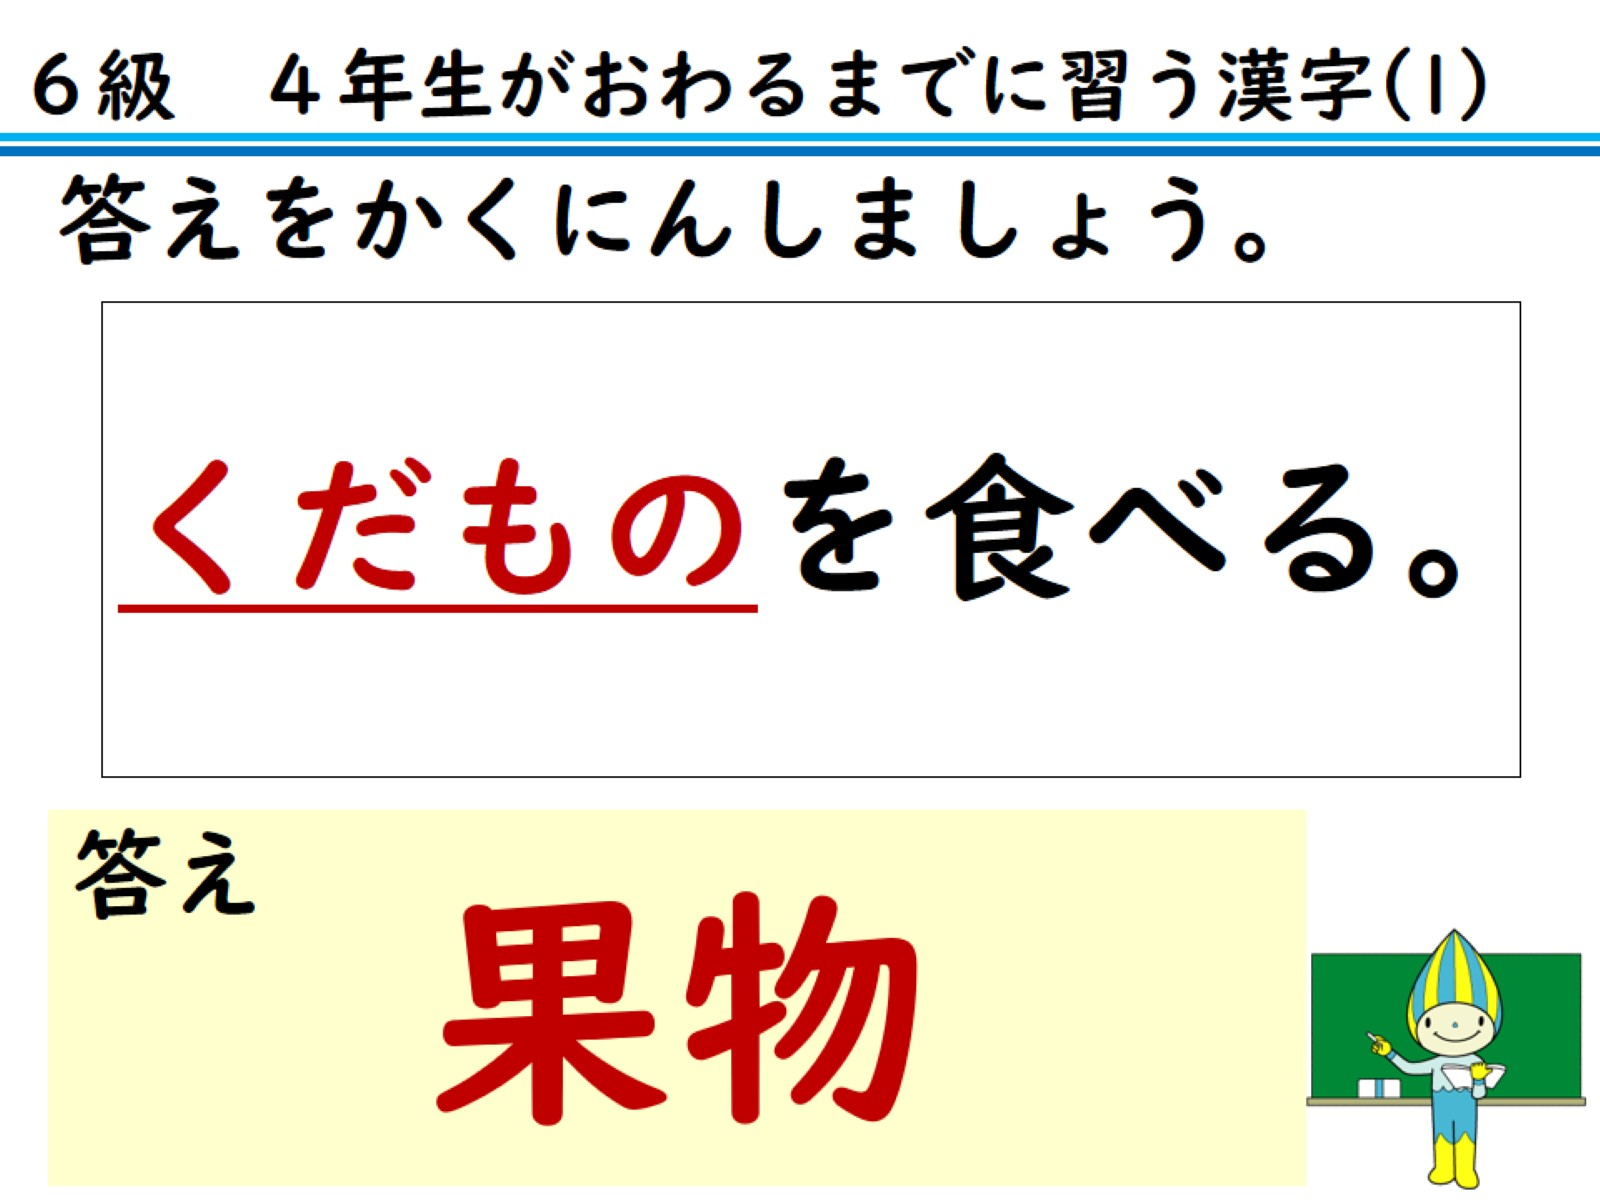 ６級　４年生がおわるまでに習う漢字(1)
答えをかくにんしましょう。
くだものを食べる。
答え
果物